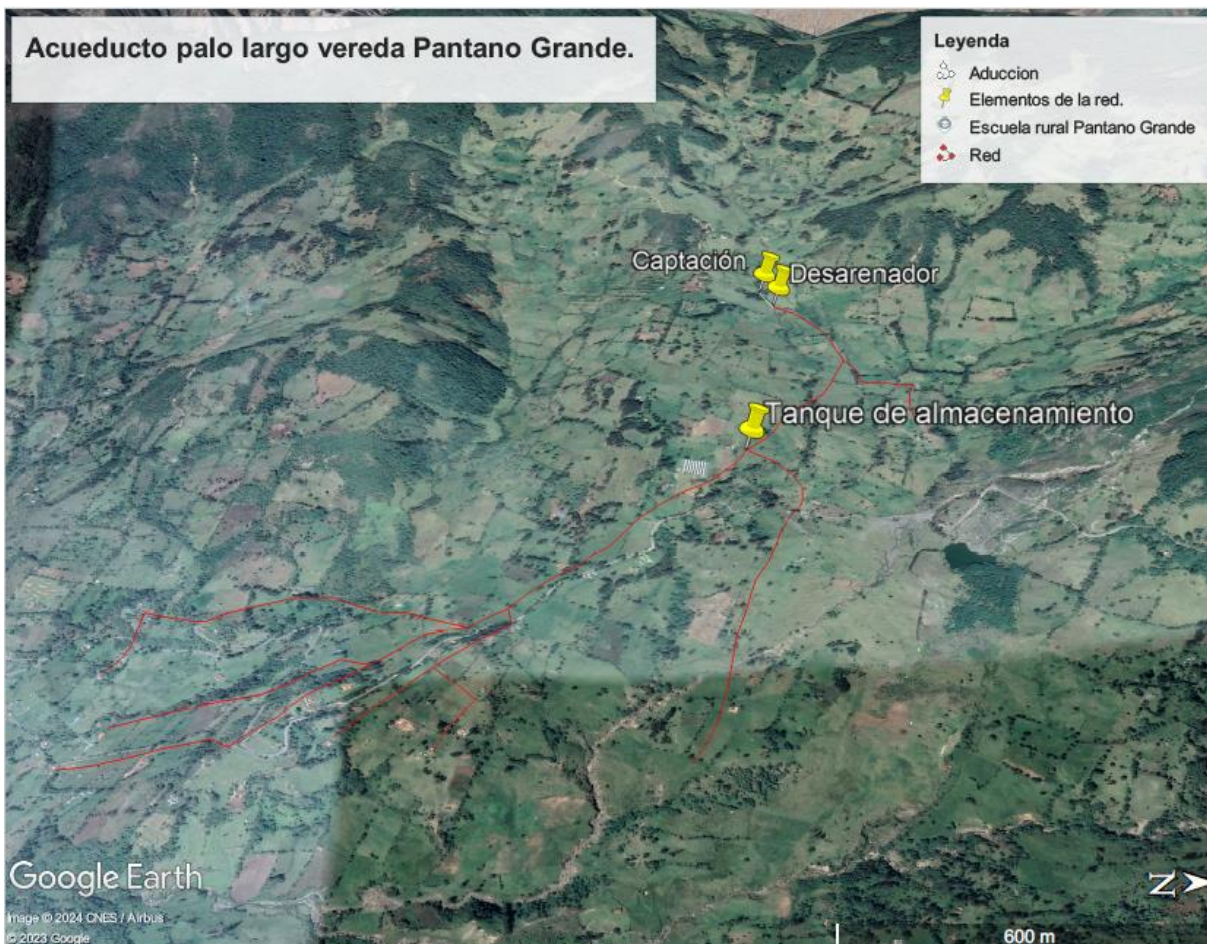 Acueducto palo largo vereda Pantano Grande.
Leyenda
Aduccion
Elementos de la red.
Escuela rural Pantano Grande
Red
Captación
Desarenador
Tanque de almacenamiento
Google Earth
Image © 2024 CNES / Airbus
© 2023 Google
N
600 m